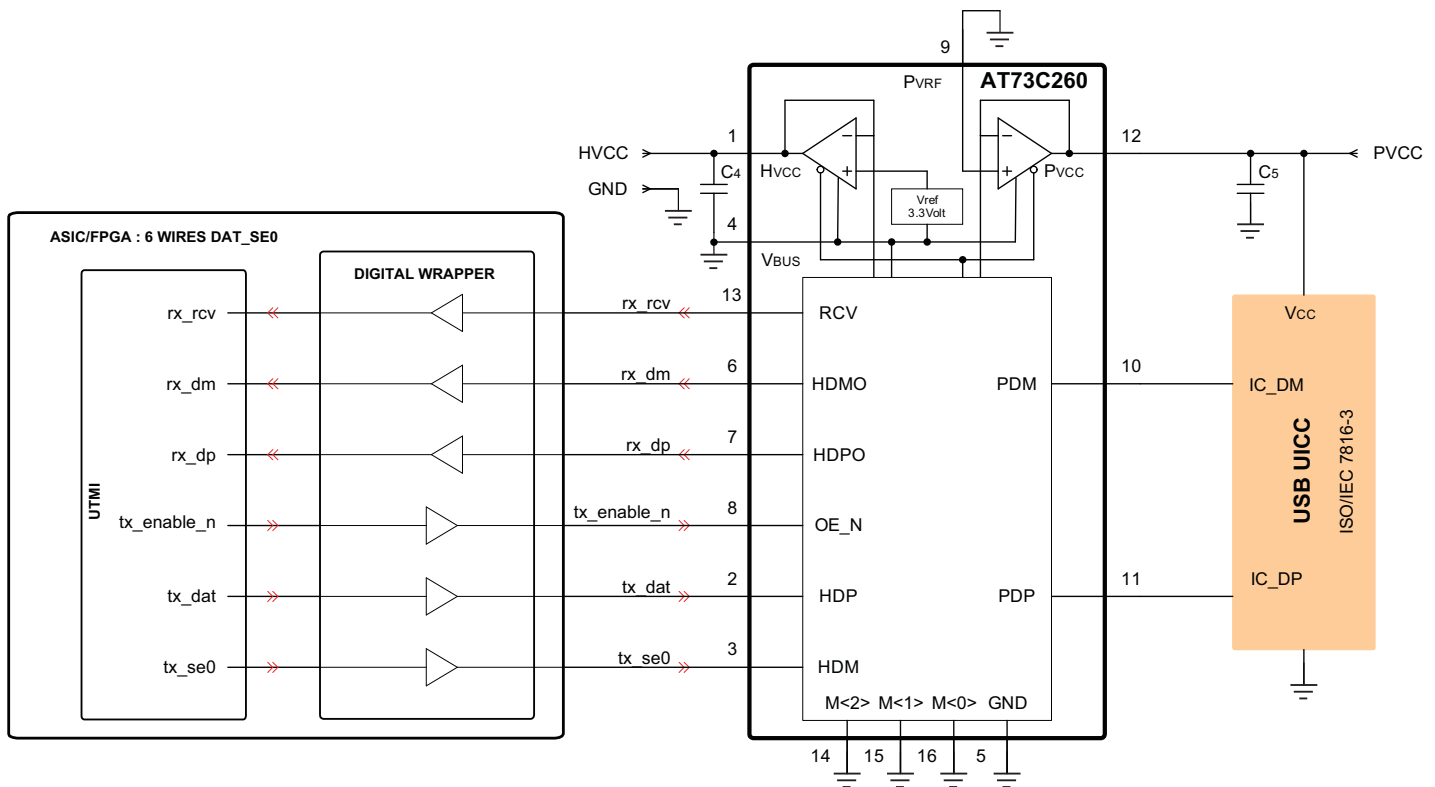 9
PVRF
AT73C260
1
12
HVCC
PVCC
C4
HVCC
PVCC
C5
GND
Vref
3.3Volt
4
VBUS
ASIC/FPGA : 6 WIRES DAT_SE0
DIGITAL WRAPPER
UTMI
rx_rcv
rx_rcv
13
RCV
VCC
rx_dm
rx_dm
6
HDMO
PDM
10
IC_DM
rx_dp
rx_dp
7
HDPO
USB UICC
ISO/IEC 7816-3
tx_enable_n
tx_enable_n
8
OE_N
tx_dat
tx_dat
2
HDP
PDP
11
IC_DP
tx_se0
tx_se0
3
HDM
M<2>
M<1>
M<0>
GND
14
15
16
5